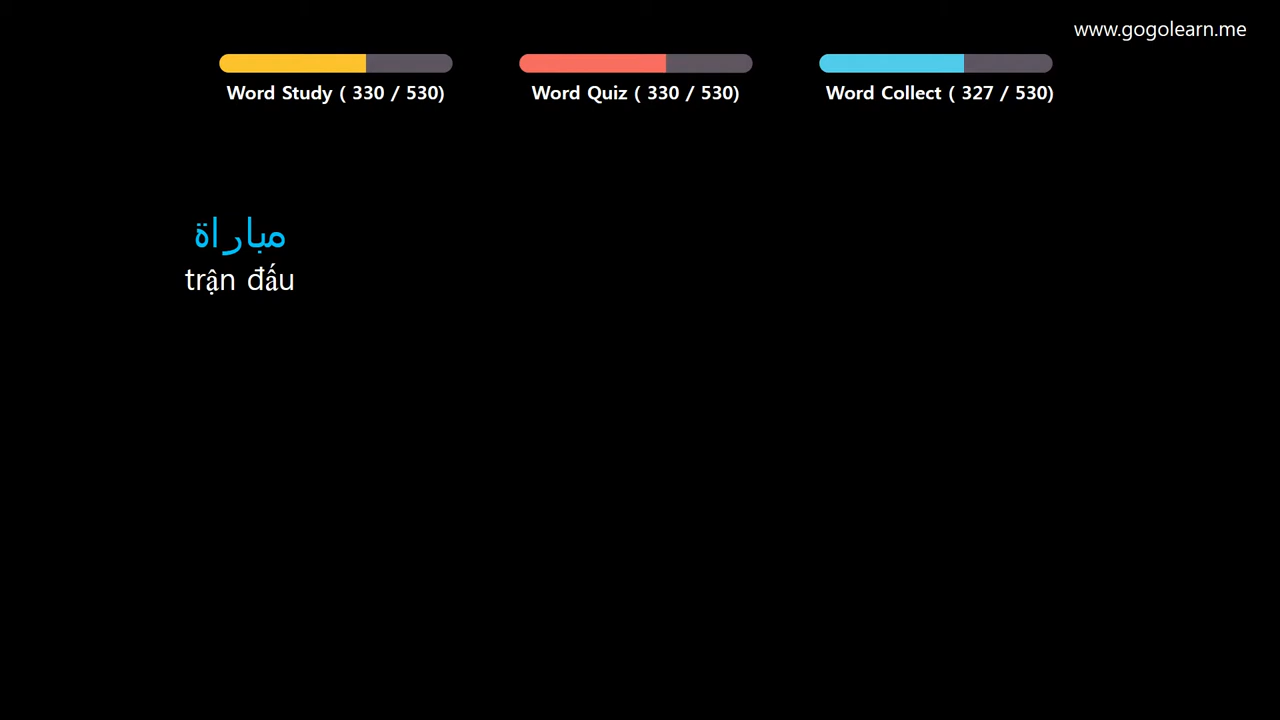 www.gogolearn.me
Word Study ( 330 / 530)
Word Quiz ( 330 / 530)
Word Collect ( 327 / 530)
مباراة
trận đấu